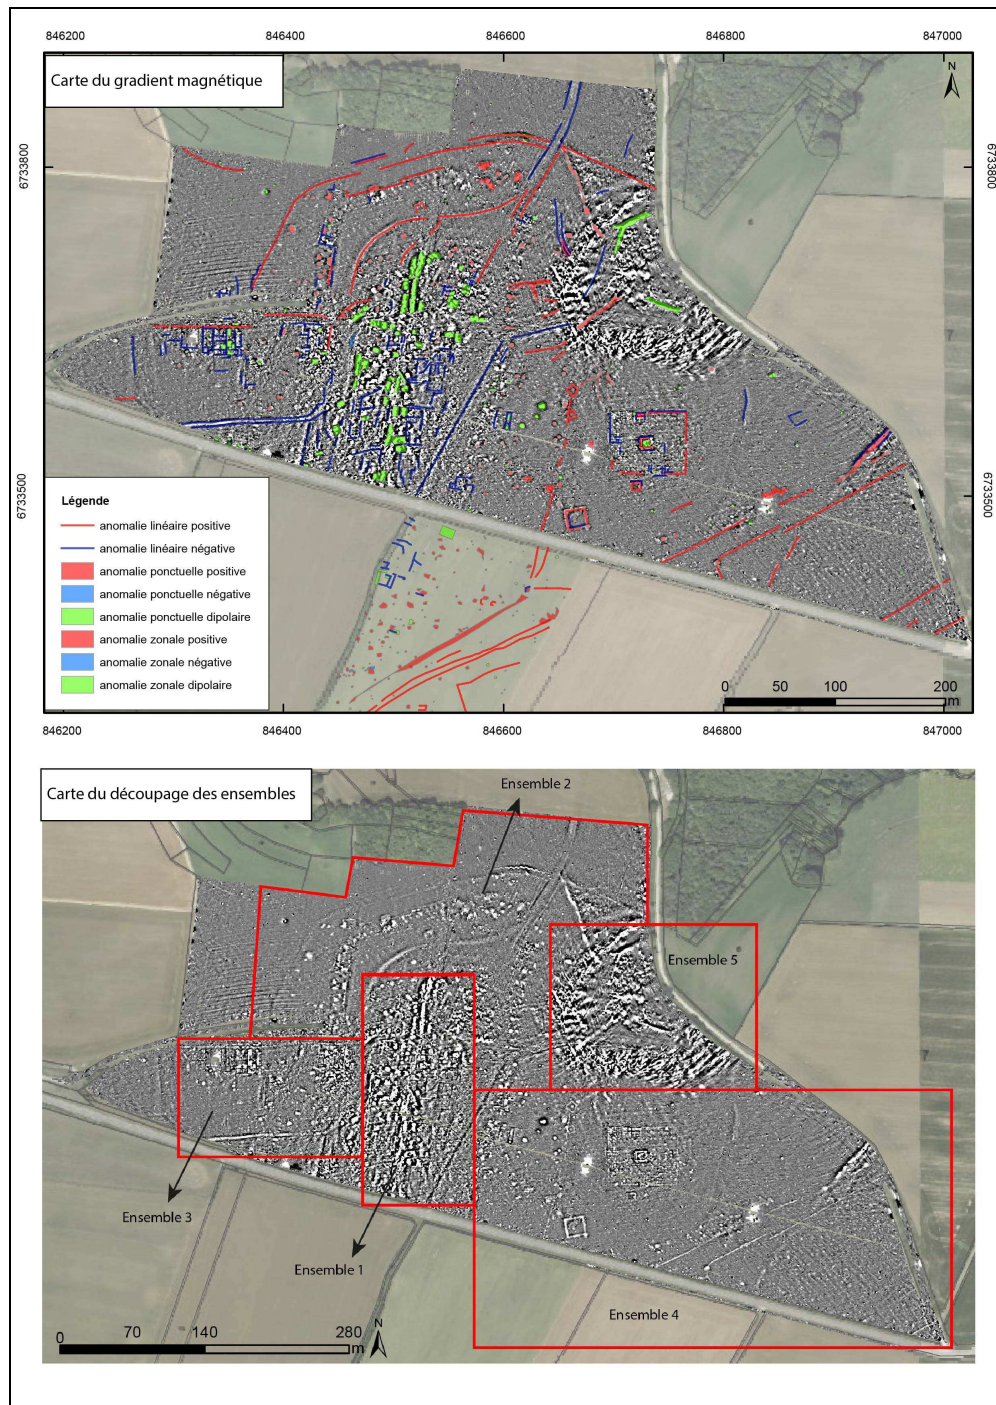 846200 846400 846600 846800 847000
Carte du gradient magnétique
N
6733800
6733800
6733500
6733500
Légende
anomalie linéaire positive
anomalie linéaire négative
anomalie ponctuelle positive
anomalie ponctuelle négative
anomalie ponctuelle dipolaire
anomalie zonale positive
anomalie zonale négative
anomalie zonale dipolaire
0 50 100 200
m
846200 846400 846600 846800 847000
Carte du découpage des ensembles
Ensemble 2
Ensemble 5
Ensemble 3
Ensemble 1
Ensemble 4
0 70 140 280
m
N